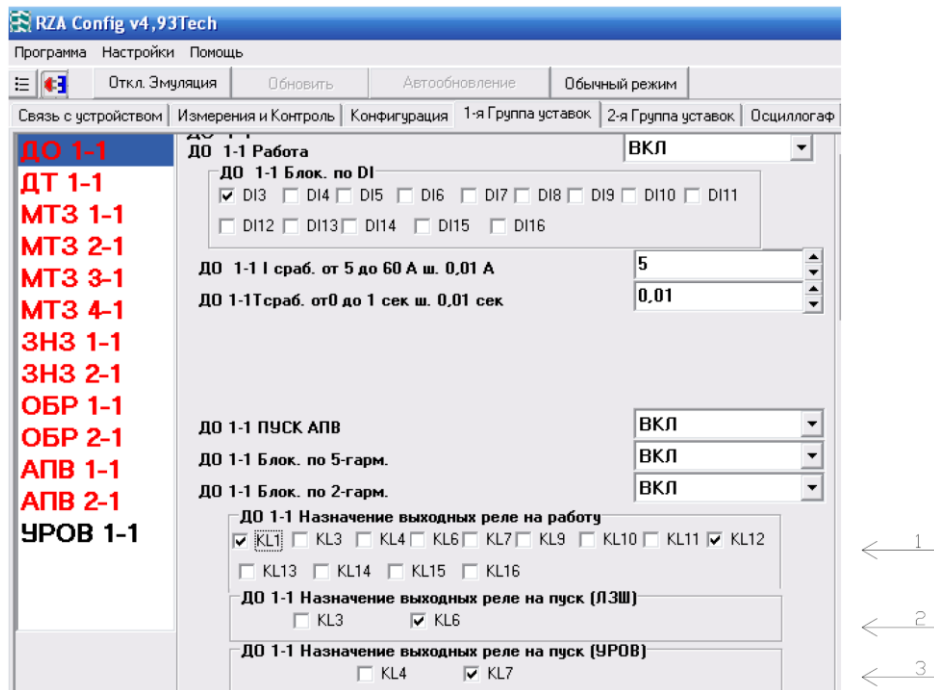 RZA Config v4,93Tech
Программа Настройки Помощь
Откл. Эмуляция Обновить Автообновление Обычный режим
Связь с устройством Измерения и Контроль Конфигурация 1-я Группа уставок 2-я Группа уставок Осциллограф
ДО 1-1
ДТ 1-1
МТЗ 1-1
МТЗ 2-1
МТЗ 3-1
МТЗ 4-1
ЗНЗ 1-1
ЗНЗ 2-1
ОБР 1-1
ОБР 2-1
АПВ 1-1
АПВ 2-1
УРОВ 1-1
ДО 1-1 Работа ВКЛ
ДО 1-1 Блок. по DI
DI3 DI4 DI5 DI6 DI7 DI8 DI9 DI10 DI11
DI12 DI13 DI14 DI15 DI16
ДО 1-1 I сраб. от 5 до 60 А ш. 0,01 А 5
ДО 1-1Тсраб. от0 до 1 сек ш. 0,01 сек 0,01
ДО 1-1 ПУСК АПВ ВКЛ
ДО 1-1 Блок. по 5-гарм. ВКЛ
ДО 1-1 Блок. по 2-гарм. ВКЛ
ДО 1-1 Назначение выходных реле на работу
KL1 KL3 KL4 KL6 KL7 KL9 KL10 KL11 KL12
KL13 KL14 KL15 KL16
1
ДО 1-1 Назначение выходных реле на пуск (ЛЗШ)
KL3 KL6
2
ДО 1-1 Назначение выходных реле на пуск (УРОВ)
KL4 KL7
3